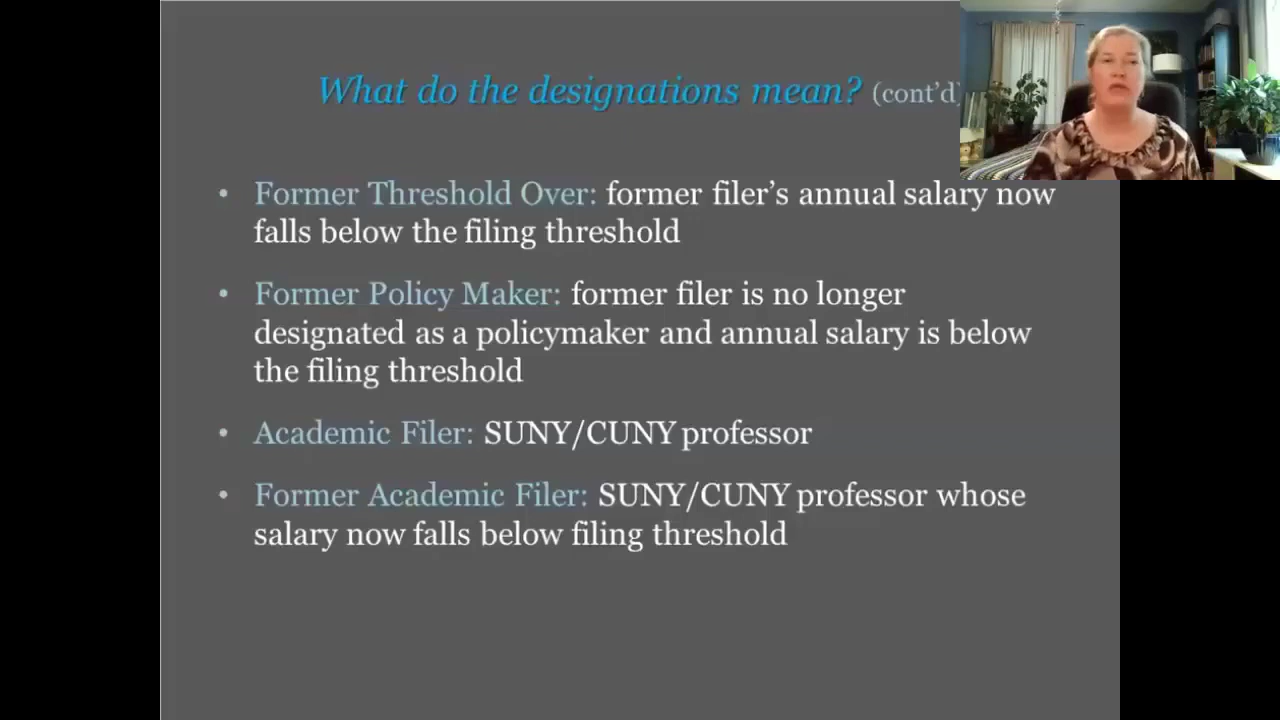 What do the designations mean? (cont'd)
• Former Threshold Over: former filer's annual salary now
falls below the filing threshold
• Former Policy Maker: former filer is no longer
designated as a policymaker and annual salary is below
the filing threshold
• Academic Filer: SUNY/CUNY professor
• Former Academic Filer: SUNY/CUNY professor whose
salary now falls below filing threshold